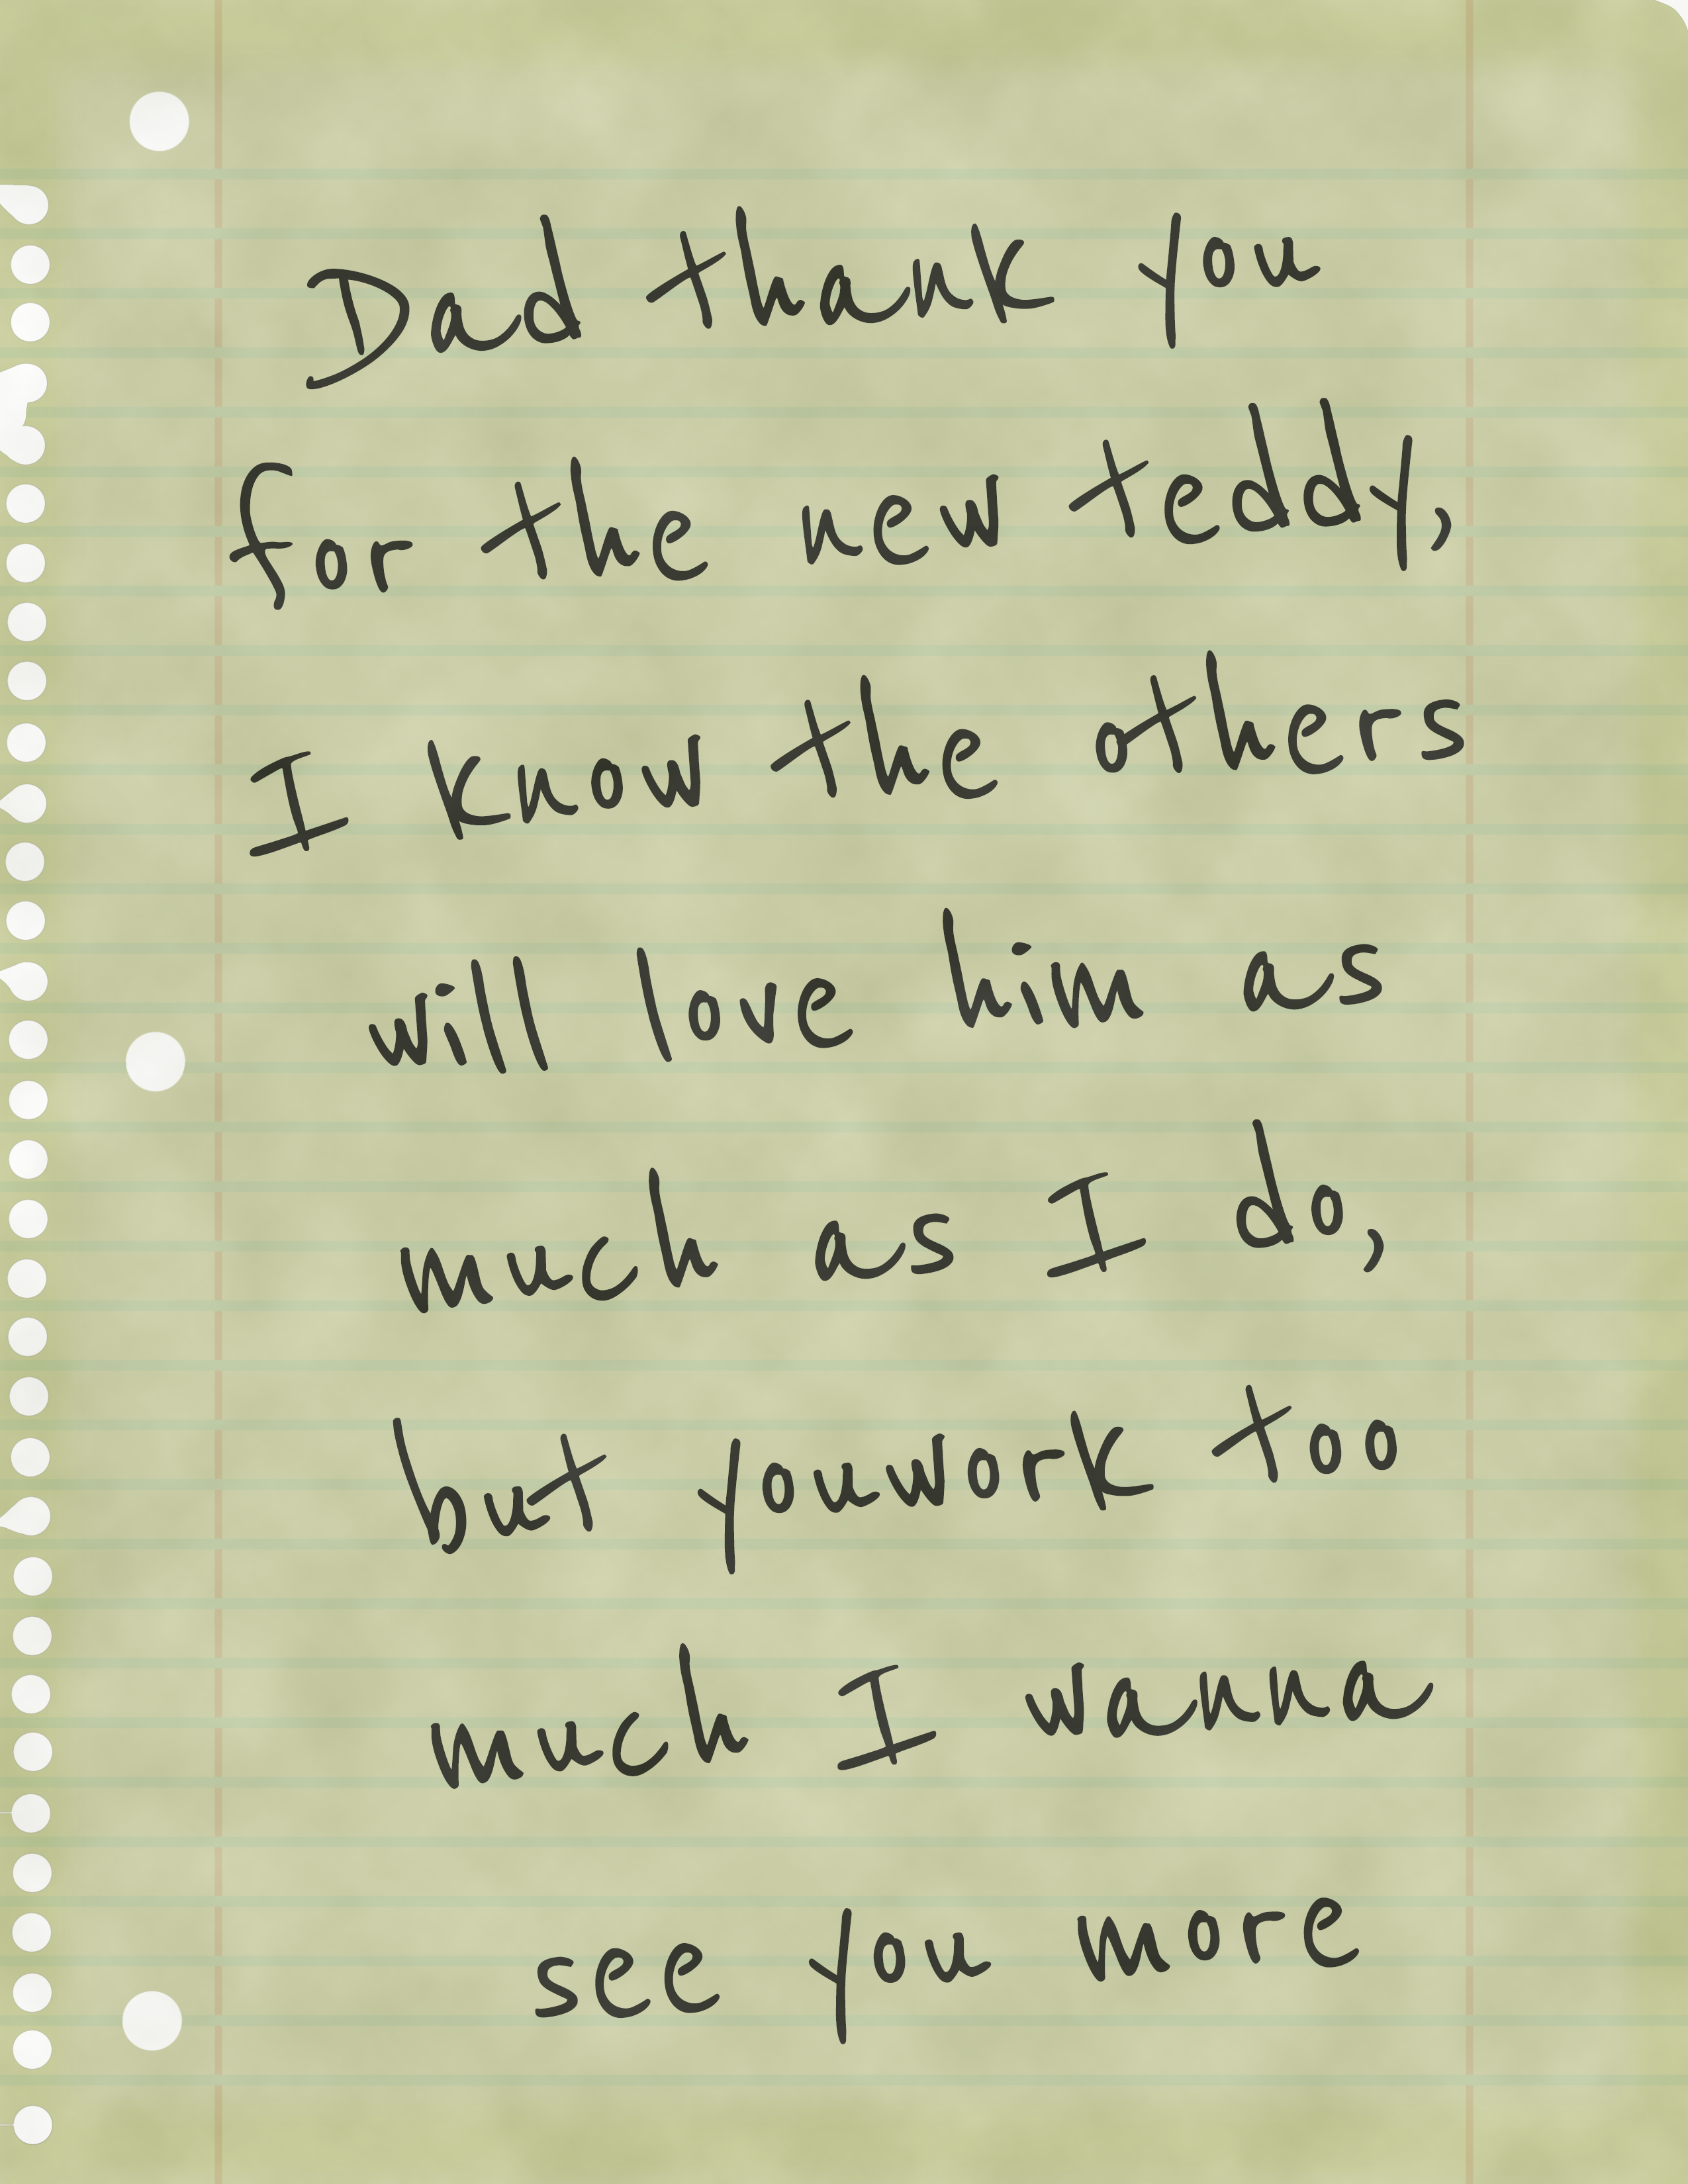 Dad thank you
for the new teddy,
I know the others
will love him as
much as I do,
but youwork too
much I wanna
see you more